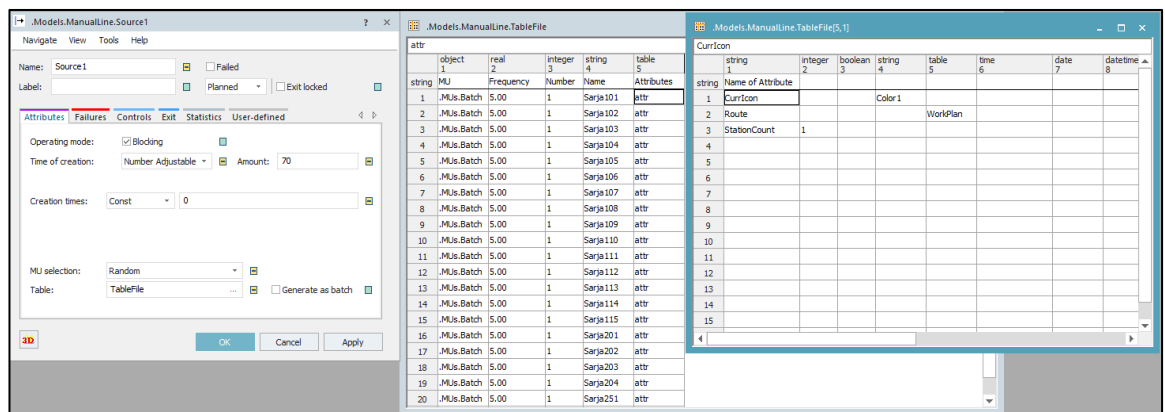 .Models.ManualLine.Source1 ? ×
Navigate View Tools Help
Name: Source1 Failed
Label: Planned Exit locked
Attributes Failures Controls Exit Statistics User-defined
Operating mode: Blocking
Time of creation: Number Adjustable Amount: 70
Creation times: Const 0
MU selection: Random
Table: TableFile ... Generate as batch
3D OK Cancel Apply
.Models.ManualLine.TableFile
attr
object real integer string table
1 2 3 4 5
string MU Frequency Number Name Attributes
1 .MUs.Batch 5.00 1 Sarja101 attr
2 .MUs.Batch 5.00 1 Sarja102 attr
3 .MUs.Batch 5.00 1 Sarja103 attr
4 .MUs.Batch 5.00 1 Sarja104 attr
5 .MUs.Batch 5.00 1 Sarja105 attr
6 .MUs.Batch 5.00 1 Sarja106 attr
7 .MUs.Batch 5.00 1 Sarja107 attr
8 .MUs.Batch 5.00 1 Sarja108 attr
9 .MUs.Batch 5.00 1 Sarja109 attr
10 .MUs.Batch 5.00 1 Sarja110 attr
11 .MUs.Batch 5.00 1 Sarja111 attr
12 .MUs.Batch 5.00 1 Sarja112 attr
13 .MUs.Batch 5.00 1 Sarja113 attr
14 .MUs.Batch 5.00 1 Sarja114 attr
15 .MUs.Batch 5.00 1 Sarja115 attr
16 .MUs.Batch 5.00 1 Sarja201 attr
17 .MUs.Batch 5.00 1 Sarja202 attr
18 .MUs.Batch 5.00 1 Sarja203 attr
19 .MUs.Batch 5.00 1 Sarja204 attr
20 .MUs.Batch 5.00 1 Sarja251 attr
.Models.ManualLine.TableFile[5,1]
CurrIcon
string integer boolean string table time date datetime
1 2 3 4 5 6 7 8
string Name of Attribute
1 CurrIcon Color1
2 Route WorkPlan
3 StationCount 1
4
5
6
7
8
9
10
11
12
13
14
15